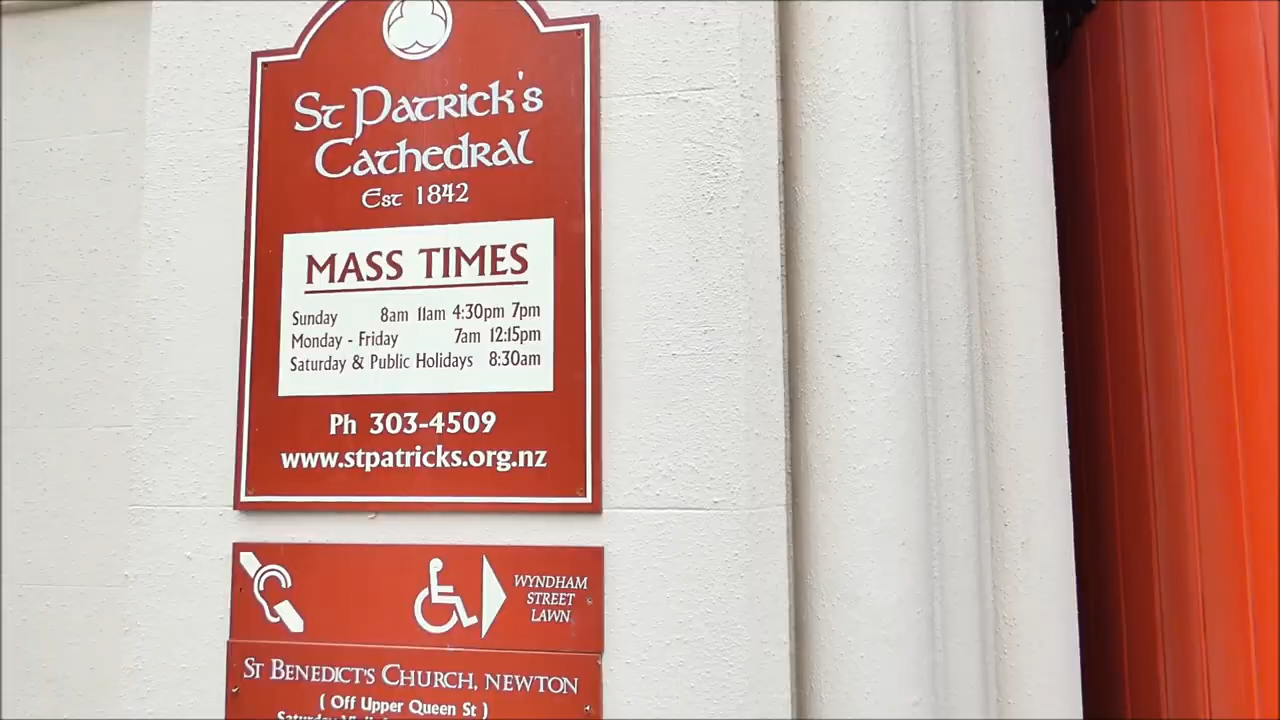 St Patrick's
Cathedral
Est 1842
MASS TIMES
Sunday 8am 11am 4:30pm 7pm
Monday - Friday 7am 12:15pm
Saturday & Public Holidays 8:30am
Ph 303-4509
www.stpatricks.org.nz
WYNDHAM
STREET
LAWN
ST BENEDICT'S CHURCH, NEWTON
( Off Upper Queen St )
Saturday